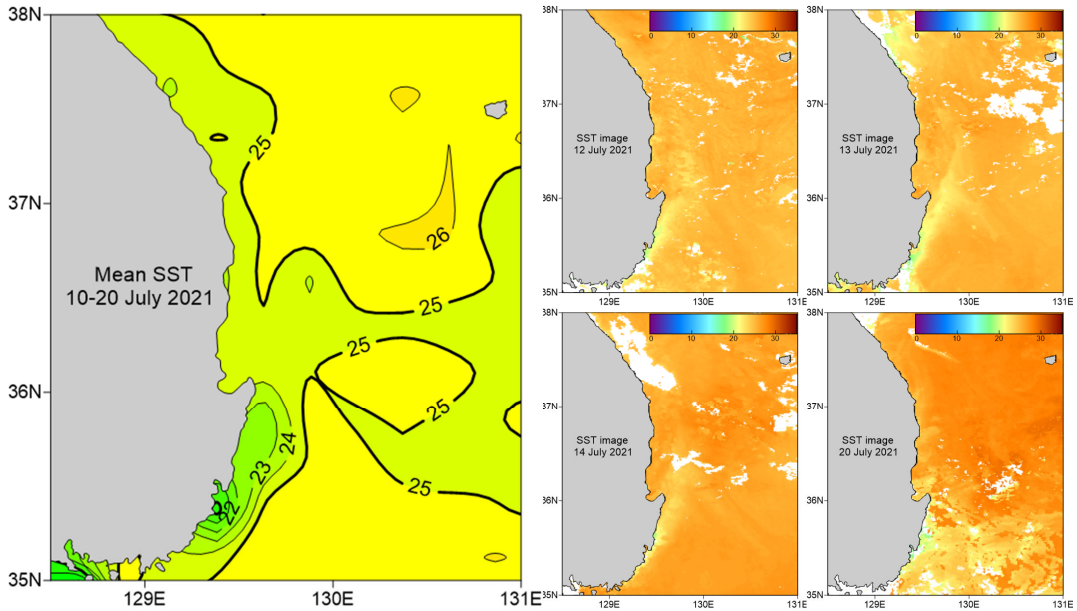 38N
37N
36N
35N
129E
130E
131E
Mean SST
10-20 July 2021
25
26
25
25
25
24
23
22
25
38N
37N
36N
35N
129E
130E
131E
0
10
20
30
SST image
12 July 2021
38N
37N
36N
35N
129E
130E
131E
0
10
20
30
SST image
13 July 2021
38N
37N
36N
35N
129E
130E
131E
0
10
20
30
SST image
14 July 2021
38N
37N
36N
35N
129E
130E
131E
0
10
20
30
SST image
20 July 2021